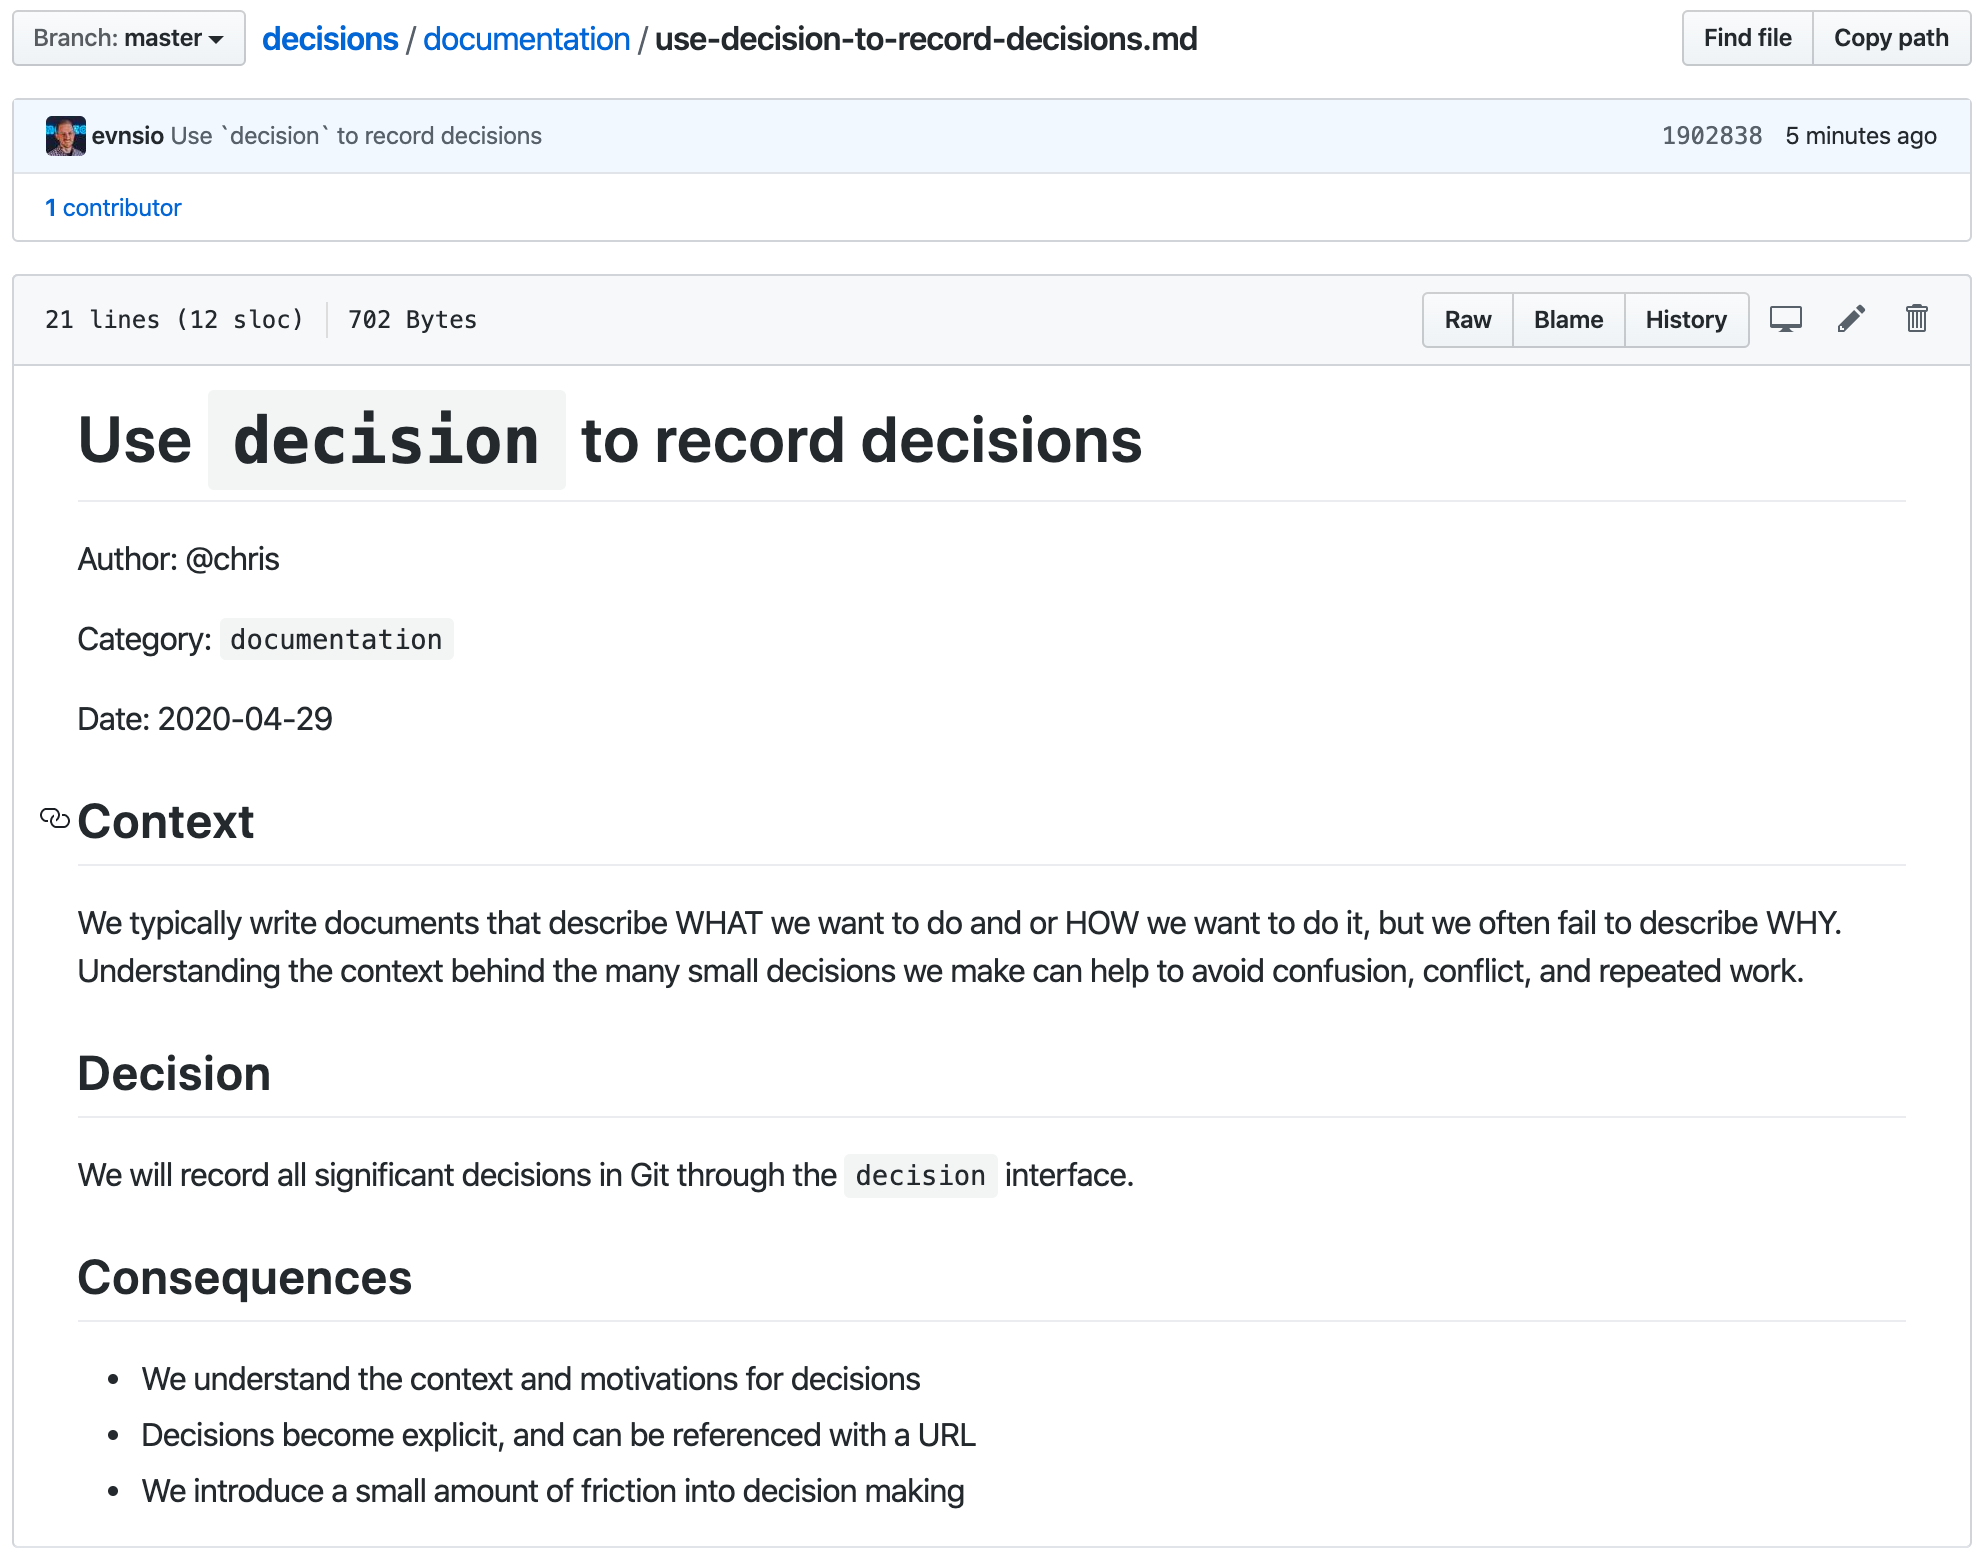 Branch: master
decisions / documentation / use-decision-to-record-decisions.md
Find file
Copy path
evnsio Use `decision` to record decisions
1902838 5 minutes ago
1 contributor
21 lines (12 sloc) 702 Bytes
Raw
Blame
History
Use decision to record decisions
Author: @chris
Category: documentation
Date: 2020-04-29
Context
We typically write documents that describe WHAT we want to do and or HOW we want to do it, but we often fail to describe WHY.
Understanding the context behind the many small decisions we make can help to avoid confusion, conflict, and repeated work.
Decision
We will record all significant decisions in Git through the decision interface.
Consequences
• We understand the context and motivations for decisions
• Decisions become explicit, and can be referenced with a URL
• We introduce a small amount of friction into decision making